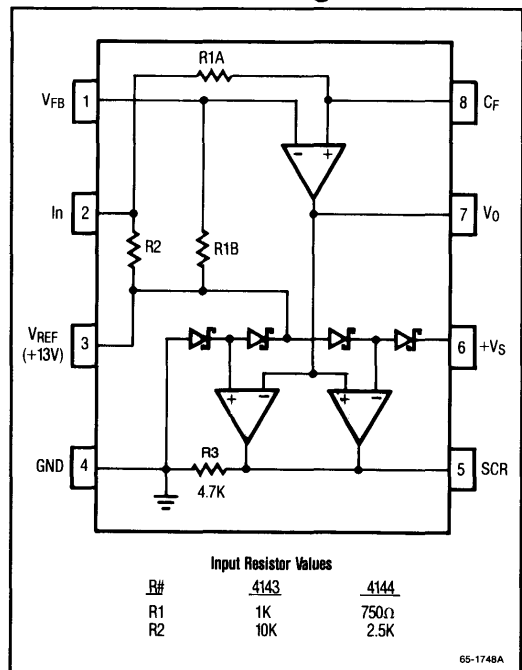 R1A
VFB 1
8 CF
In 2
7 VO
R2
R1B
VREF
(+13V)
3
6 +VS
- +
+ -
+ -
GND 4
R3
4.7K
5 SCR
Input Resistor Values
R# 4143 4144
R1 1K 750Ω
R2 10K 2.5K
65-1748A